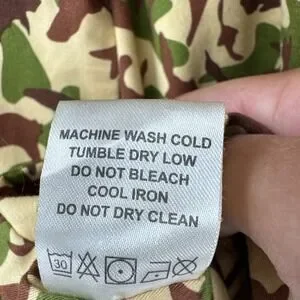 MACHINE WASH COLD
TUMBLE DRY LOW
DO NOT BLEACH
COOL IRON
DO NOT DRY CLEAN
30